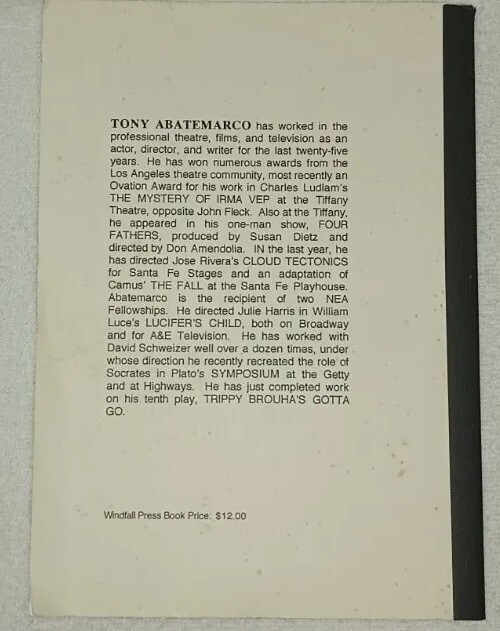 TONY ABATEMARCO has worked in the
professional theatre, films, and television as an
actor, director, and writer for the last twenty-five
years. He has won numerous awards from the
Los Angeles theatre community, most recently an
Ovation Award for his work in Charles Ludlam's
THE MYSTERY OF IRMA VEP at the Tiffany
Theatre, opposite John Fleck. Also at the Tiffany,
he appeared in his one-man show, FOUR
FATHERS, produced by Susan Dietz and
directed by Don Amendolia. IN the last year, he
has directed Jose Rivera's CLOUD TECTONICS
for Santa Fe Stages and an adaptation of
Camus' THE FALL at the Santa Fe Playhouse.
Abatemarco is the recipient of two NEA
Fellowships. He directed Julie Harris in William
Luce's LUCIFER'S CHILD, both on Broadway
and for A&E Television. He has worked with
David Schweizer well over a dozen times, under
whose direction he recently recreated the role of
Socrates in Plato's SYMPOSIUM at the Getty
and at Highways. He has just completed work
on his tenth play, TRIPPY BROUHA'S GOTTA
GO.
Windfall Press Book Price: $12.00